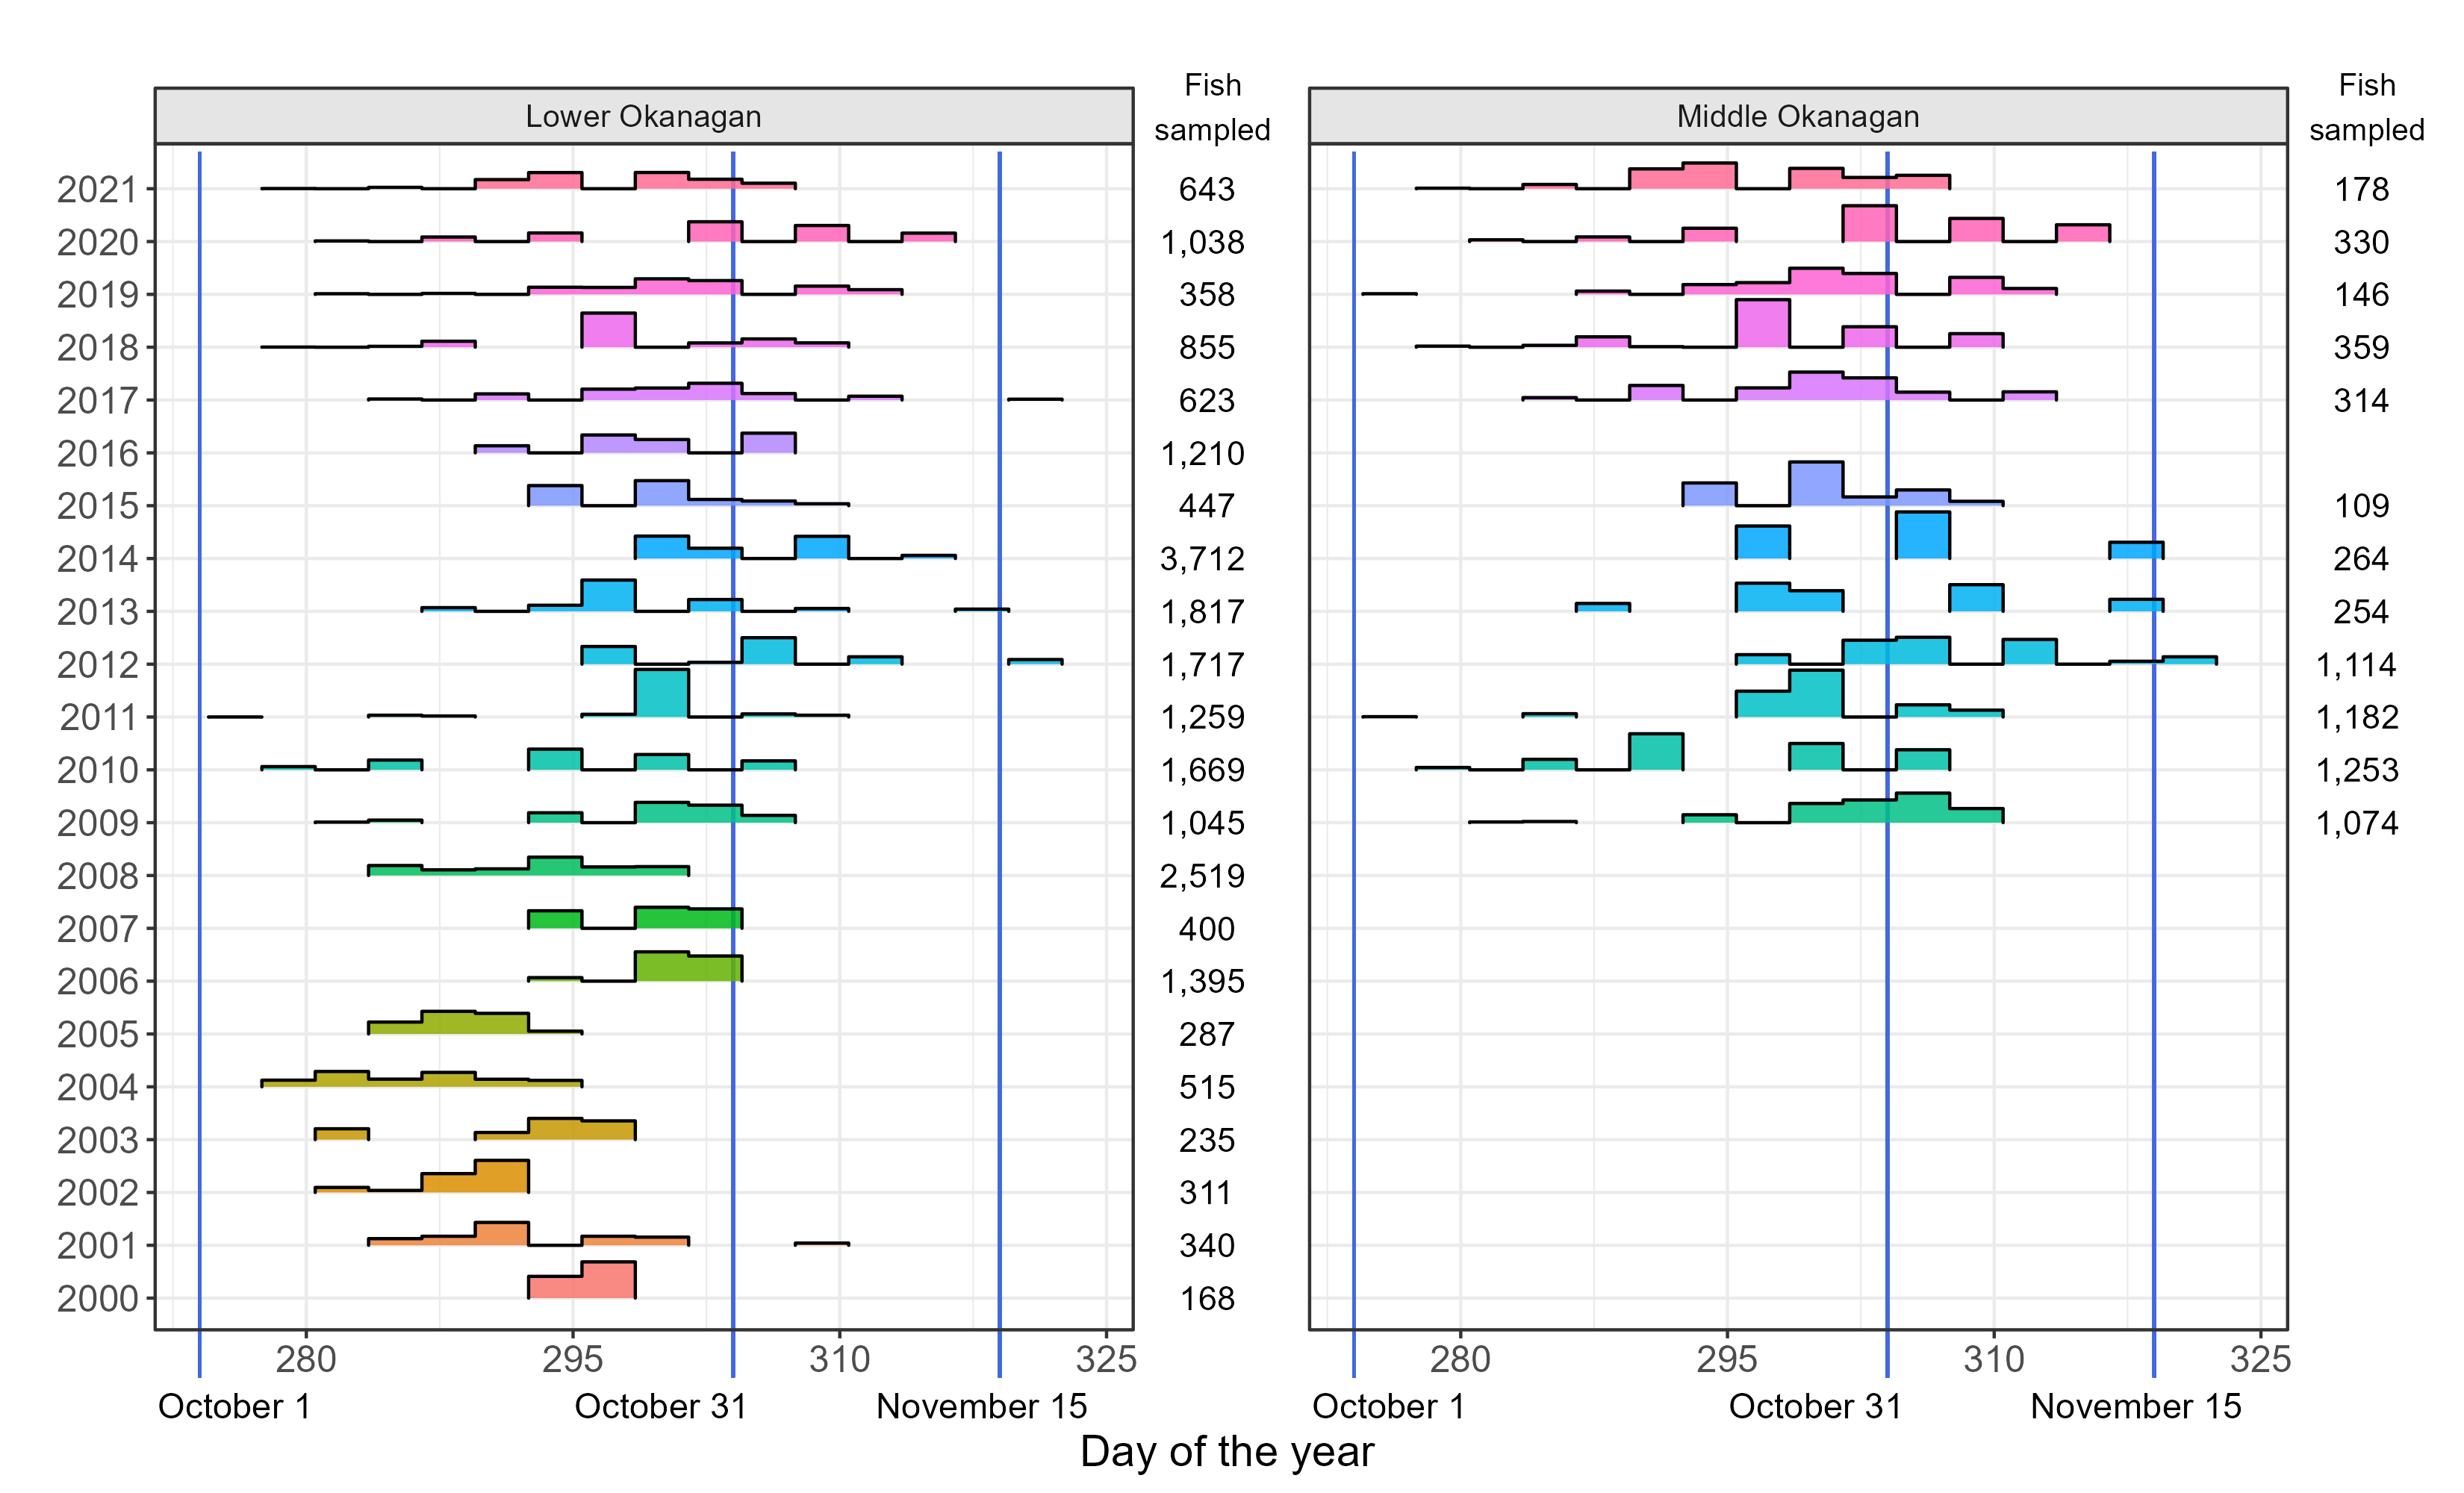 Fish
sampled
Fish
sampled
Lower Okanagan
Middle Okanagan
2021 643 178
2020 1,038 330
2019 358 146
2018 855 359
2017 623 314
2016 1,210
2015 447 109
2014 3,712 264
2013 1,817 254
2012 1,717 1,114
2011 1,259 1,182
2010 1,669 1,253
2009 1,045 1,074
2008 2,519
2007 400
2006 1,395
2005 287
2004 515
2003 235
2002 311
2001 340
2000 168
280 295 310 325 280 295 310 325
October 1 October 31 November 15 October 1 October 31 November 15
Day of the year